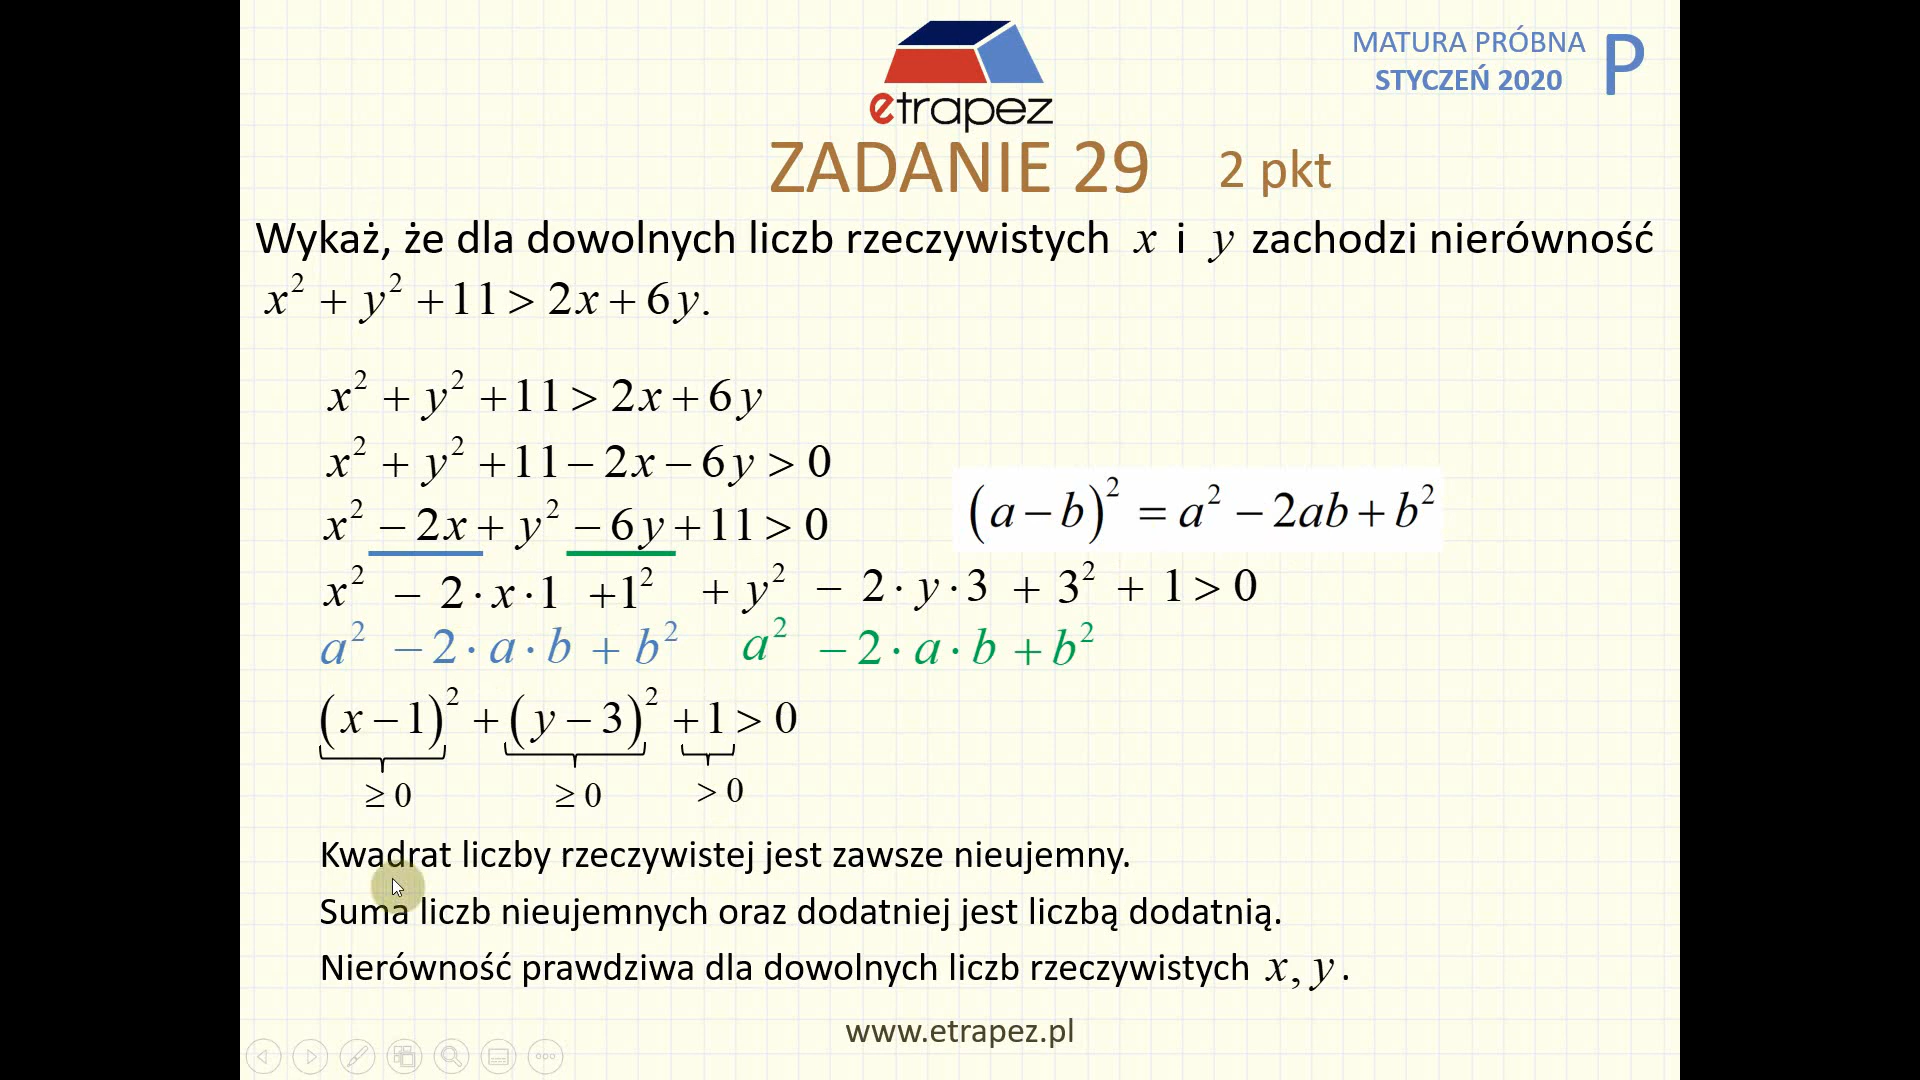 etrapez
MATURA PRÓBNA
STYCZEŃ 2020
P
ZADANIE 29 2 pkt
Wykaż, że dla dowolnych liczb rzeczywistych x i y zachodzi nierówność
x² + y² + 11 > 2x + 6y.
x² + y² + 11 > 2x + 6y
x² + y² + 11 − 2x − 6y > 0
x² − 2x + y² − 6y + 11 > 0
(a − b)² = a² − 2ab + b²
x² − 2·x·1 + 1² + y² − 2·y·3 + 3² + 1 > 0
a² − 2·a·b + b² a² − 2·a·b + b²
(x − 1)² + (y − 3)² + 1 > 0
≥ 0 ≥ 0 > 0
Kwadrat liczby rzeczywistej jest zawsze nieujemny.
Suma liczb nieujemnych oraz dodatniej jest liczbą dodatnią.
Nierówność prawdziwa dla dowolnych liczb rzeczywistych x, y.
www.etrapez.pl